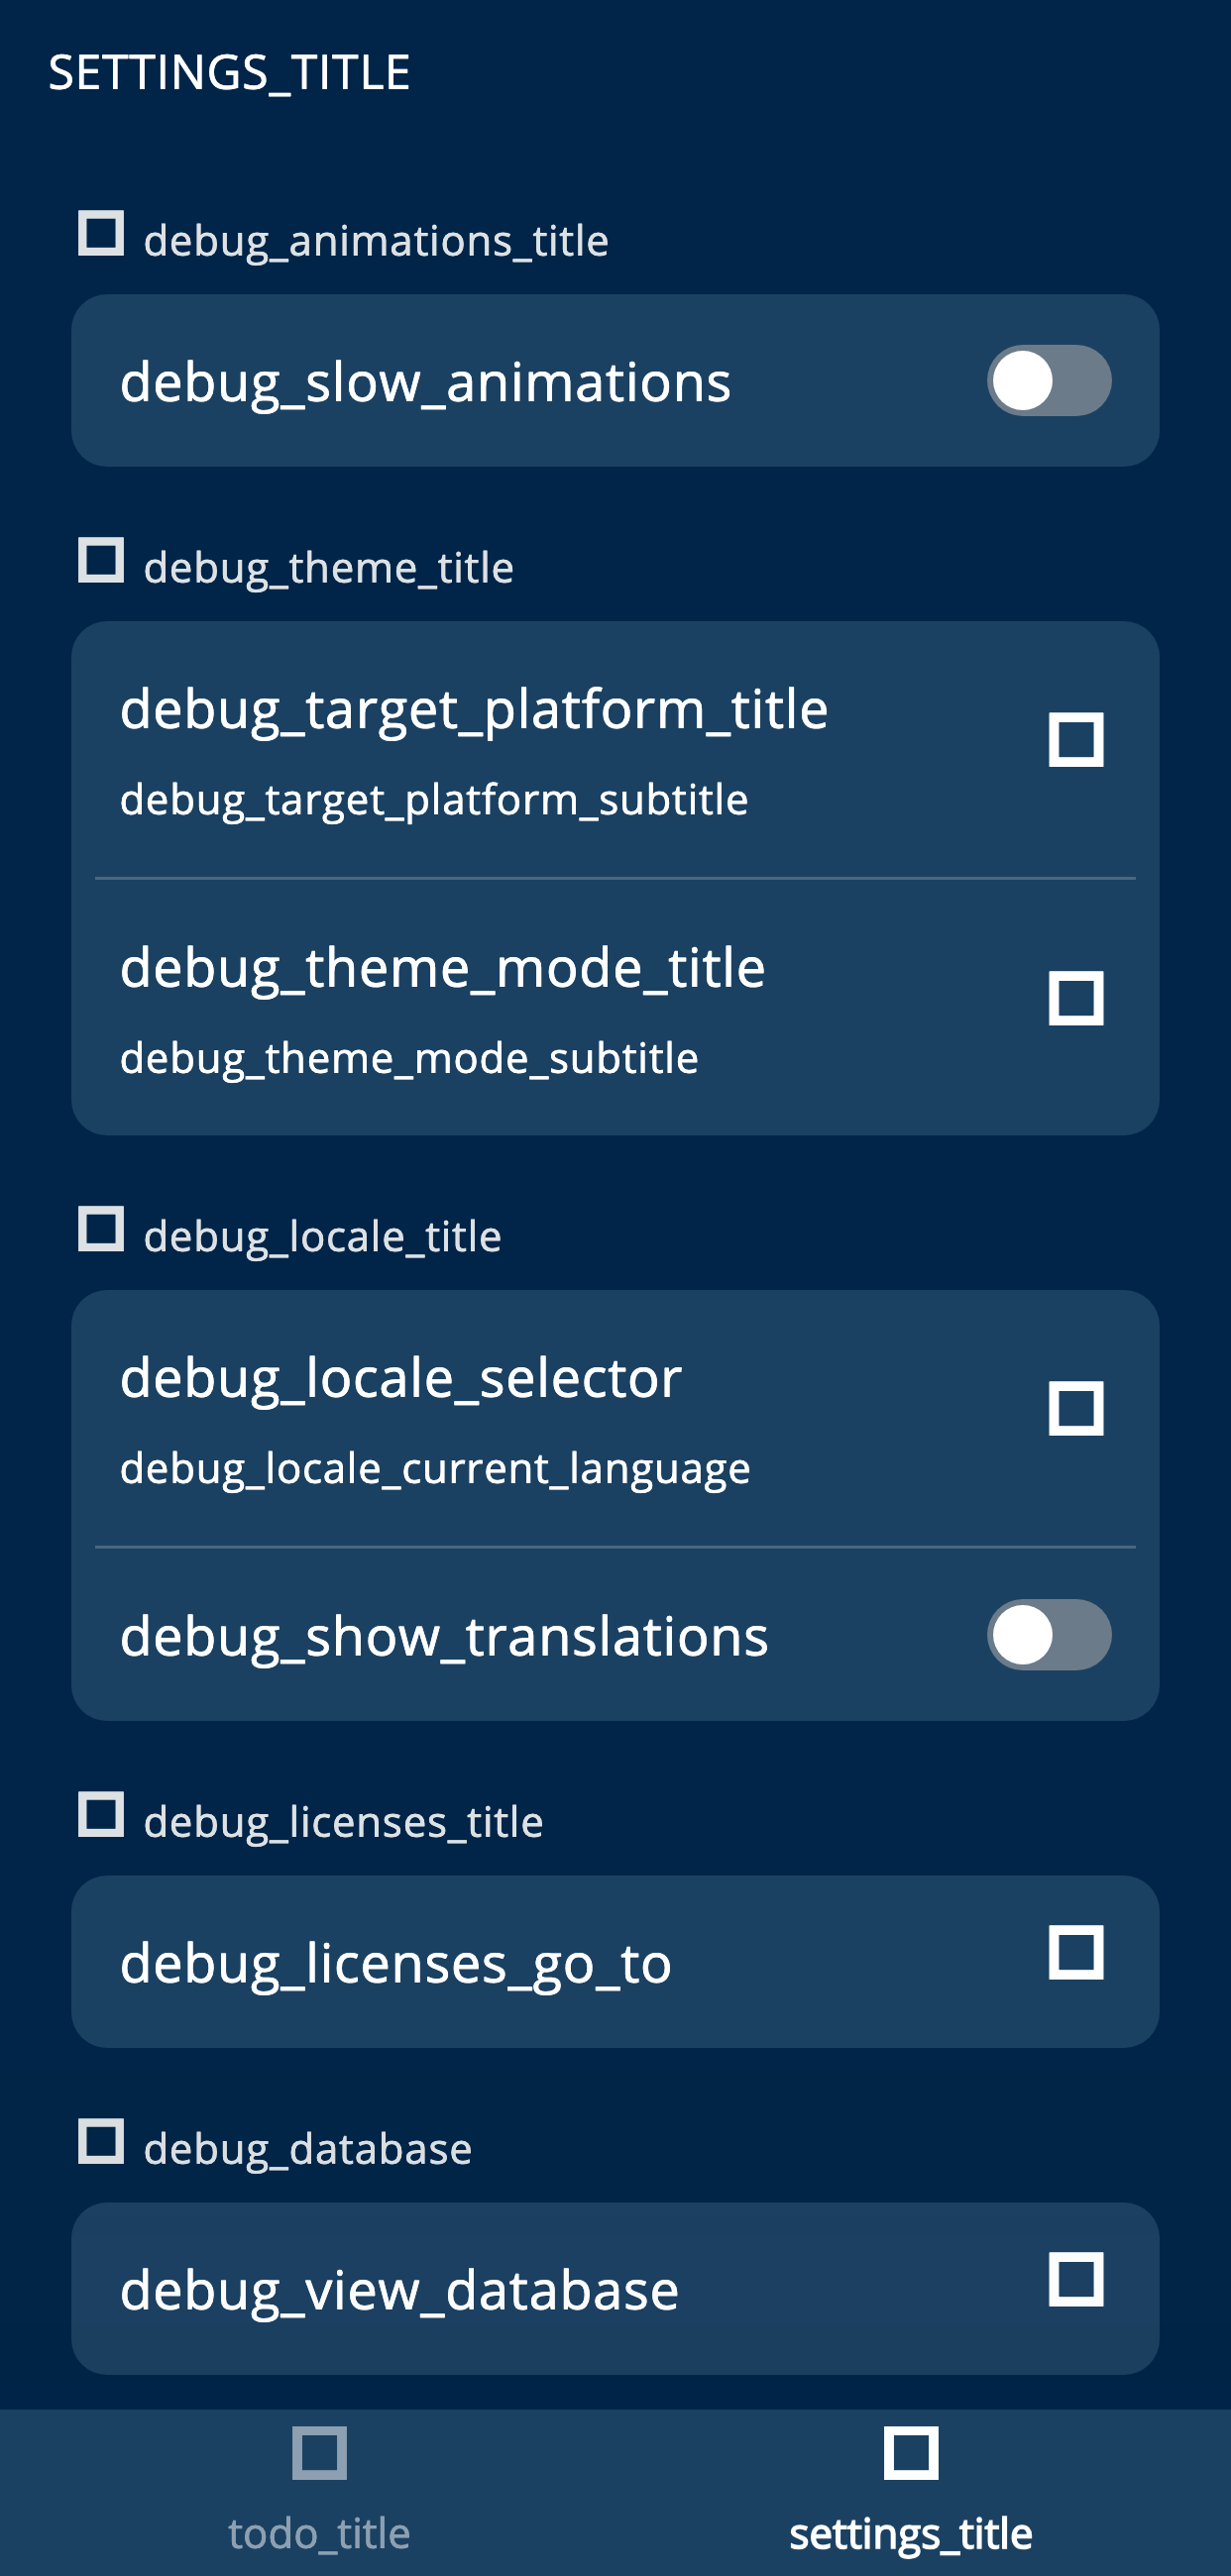 SETTINGS_TITLE
debug_animations_title
debug_slow_animations
debug_theme_title
debug_target_platform_title
debug_target_platform_subtitle
debug_theme_mode_title
debug_theme_mode_subtitle
debug_locale_title
debug_locale_selector
debug_locale_current_language
debug_show_translations
debug_licenses_title
debug_licenses_go_to
debug_database
debug_view_database
todo_title
settings_title